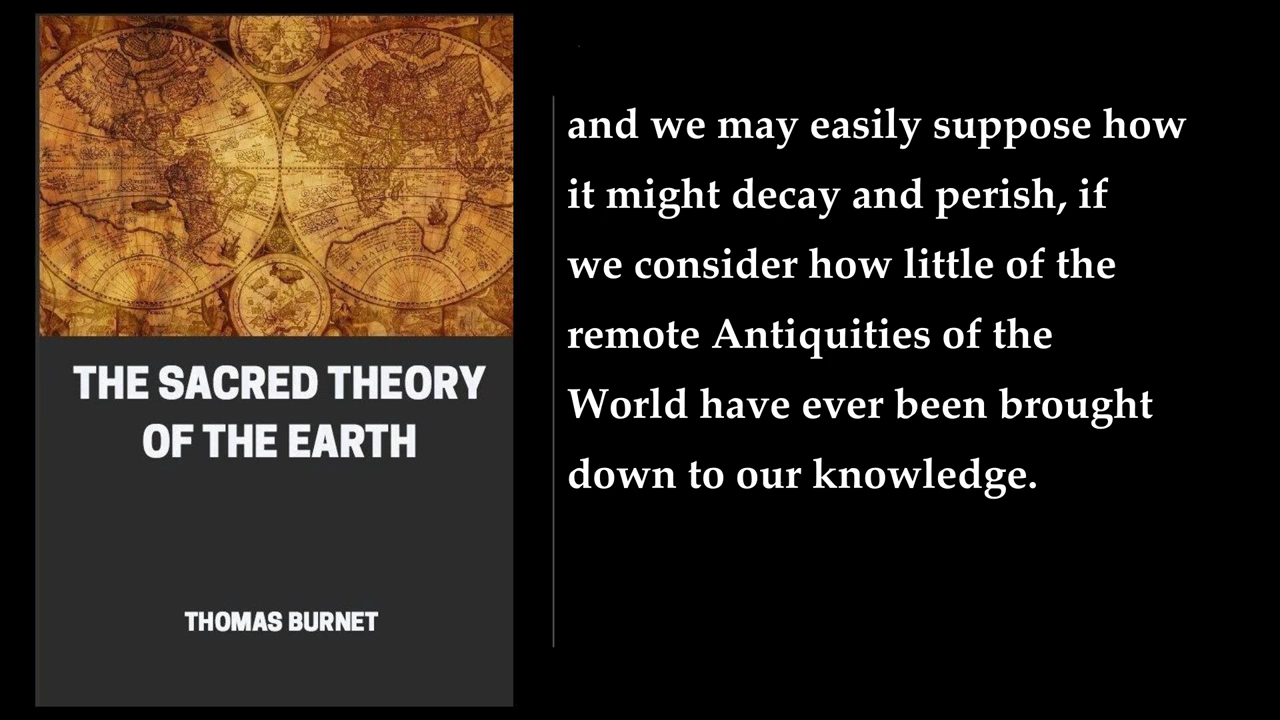 THE SACRED THEORY
OF THE EARTH
THOMAS BURNET
and we may easily suppose how
it might decay and perish, if
we consider how little of the
remote Antiquities of the
World have ever been brought
down to our knowledge.